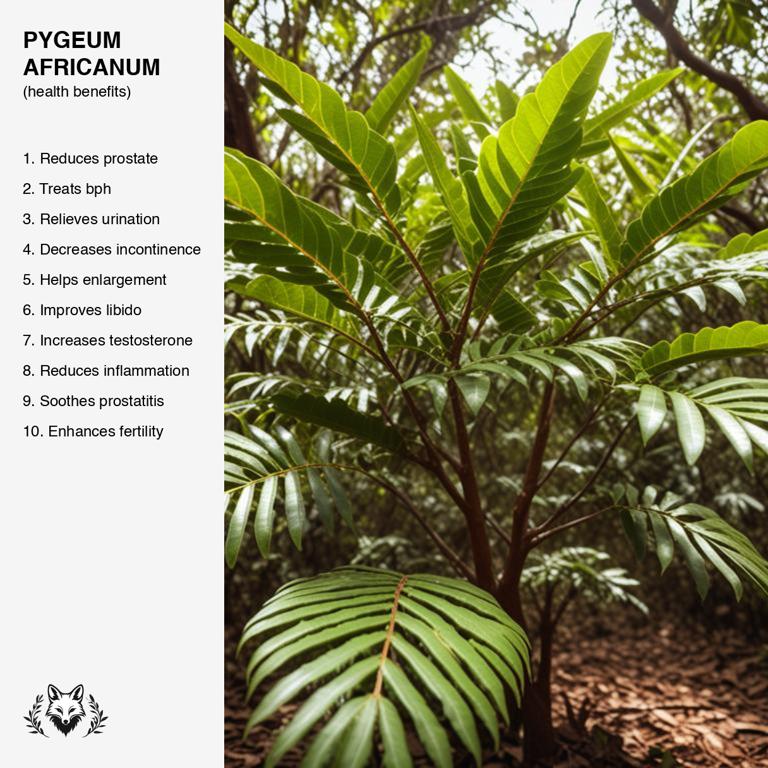 PYGEUM
AFRICANUM
(health benefits)
1. Reduces prostate
2. Treats bph
3. Relieves urination
4. Decreases incontinence
5. Helps enlargement
6. Improves libido
7. Increases testosterone
8. Reduces inflammation
9. Soothes prostatitis
10. Enhances fertility